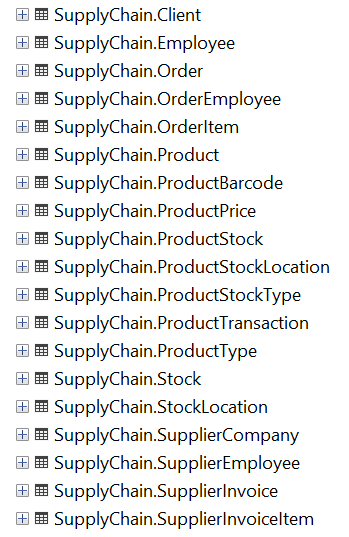 SupplyChain.Client
SupplyChain.Employee
SupplyChain.Order
SupplyChain.OrderEmployee
SupplyChain.OrderItem
SupplyChain.Product
SupplyChain.ProductBarcode
SupplyChain.ProductPrice
SupplyChain.ProductStock
SupplyChain.ProductStockLocation
SupplyChain.ProductStockType
SupplyChain.ProductTransaction
SupplyChain.ProductType
SupplyChain.Stock
SupplyChain.StockLocation
SupplyChain.SupplierCompany
SupplyChain.SupplierEmployee
SupplyChain.SupplierInvoice
SupplyChain.SupplierInvoiceItem